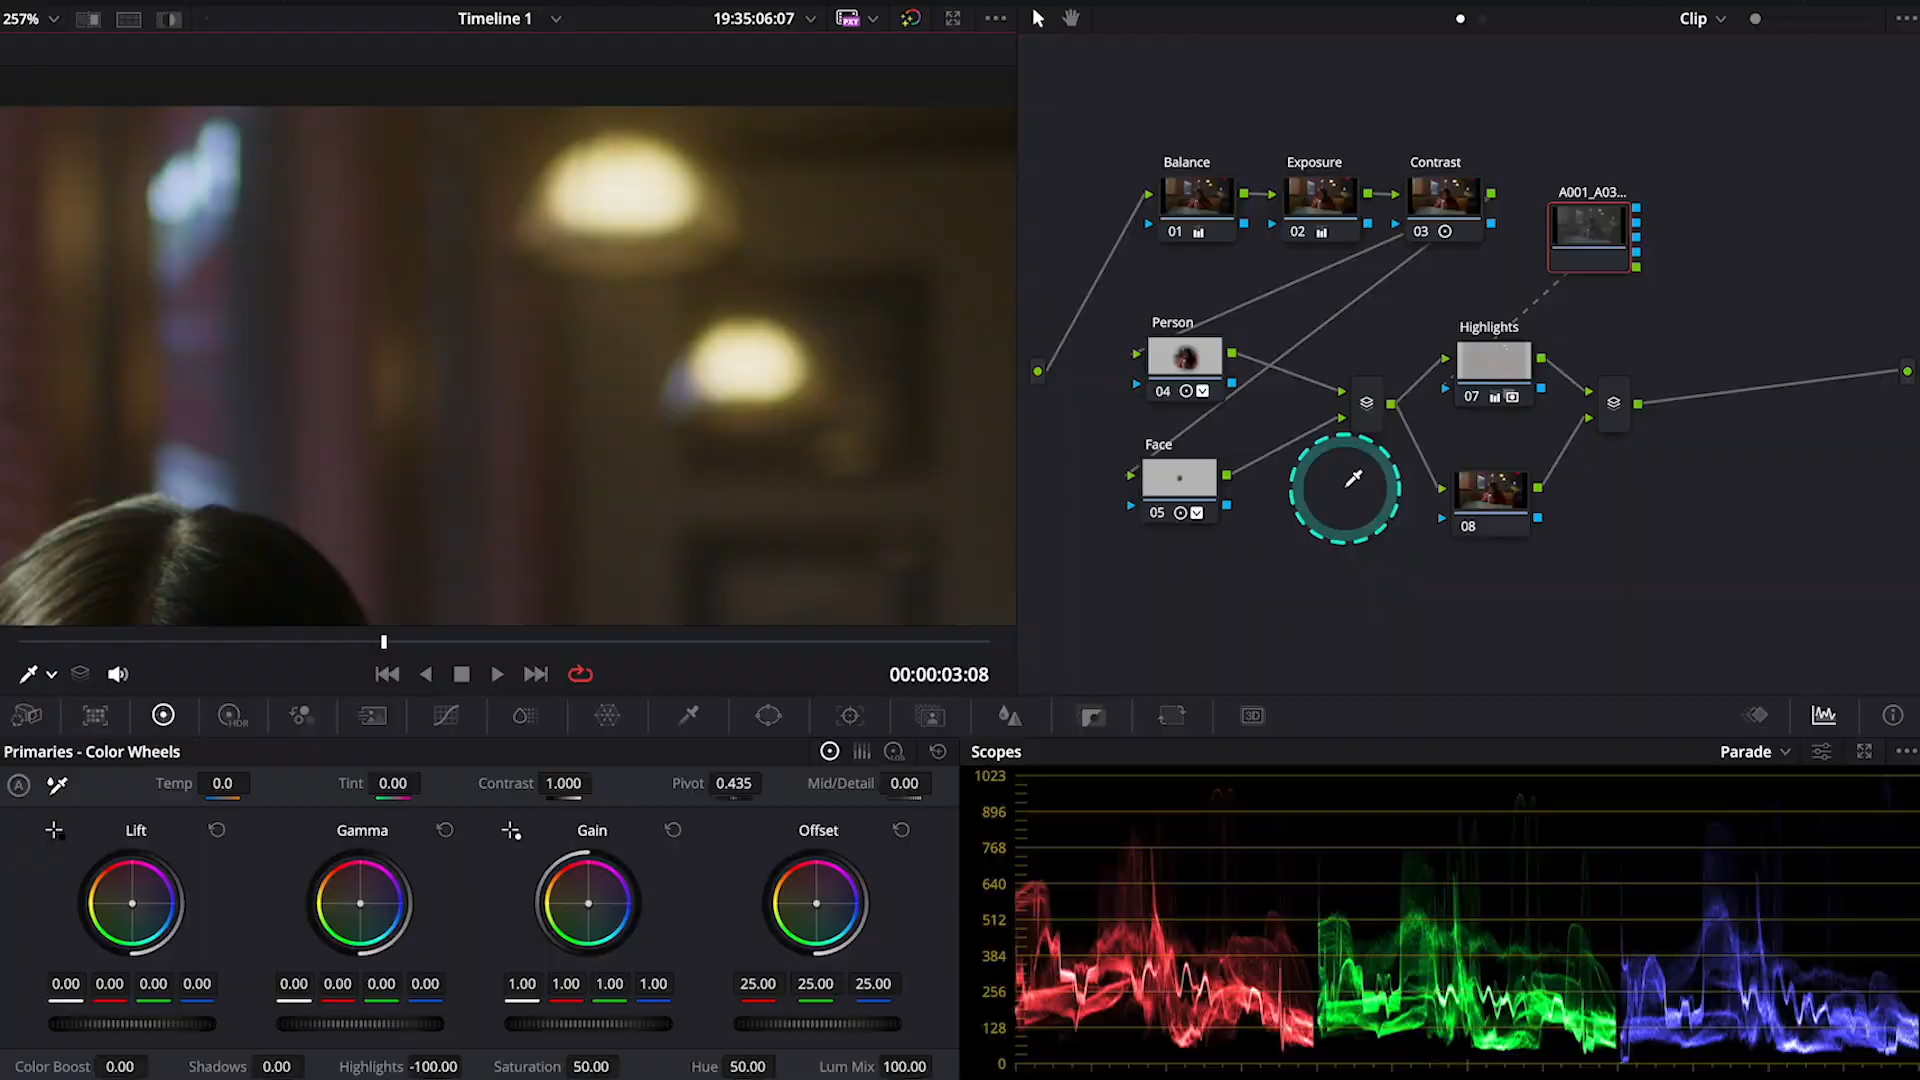 257%
Timeline 1
19:35:06:07
PXY
Clip
Balance
Exposure
Contrast
01
02
03
A001_A03...
Person
04
Highlights
07
Face
05
08
00:00:03:08
HDR
3D
Primaries - Color Wheels
LOG
Scopes
Parade
A
Temp 0.0
Tint 0.00
Contrast 1.000
Pivot 0.435
Mid/Detail 0.00
Lift
Gamma
Gain
Offset
0.00 0.00 0.00 0.00
0.00 0.00 0.00 0.00
1.00 1.00 1.00 1.00
25.00 25.00 25.00
Color Boost 0.00
Shadows 0.00
Highlights -100.00
Saturation 50.00
Hue 50.00
Lum Mix 100.00
1023
896
768
640
512
384
256
128
0